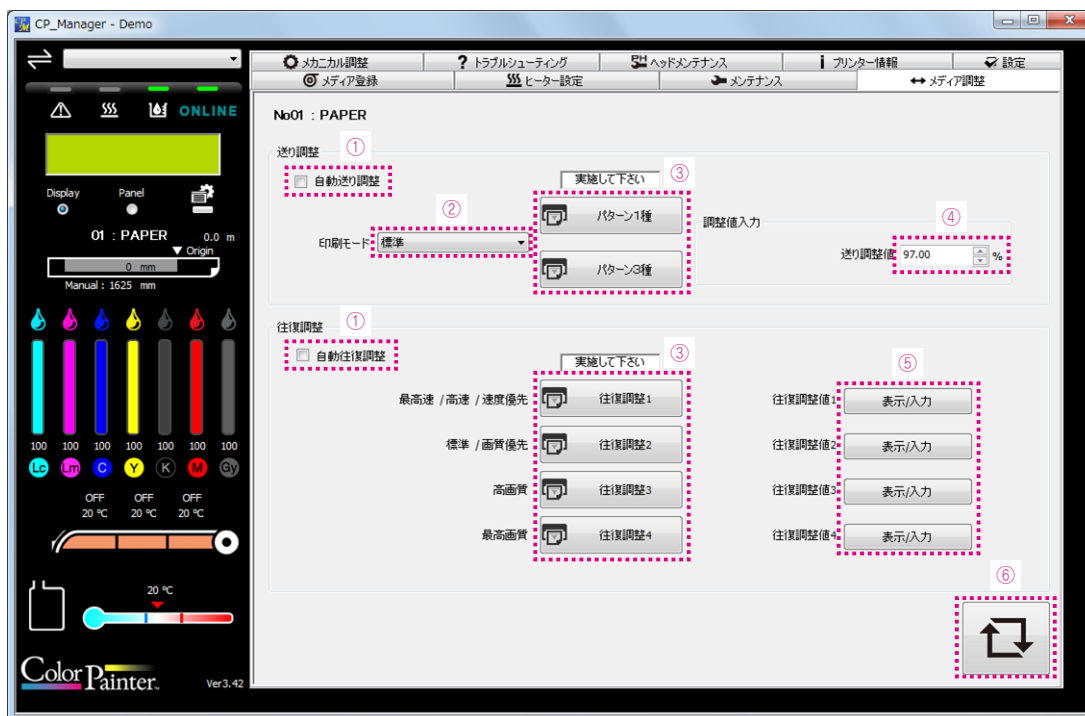 CP_Manager - Demo
メカニカル調整
? トラブルシューティング
PH ヘッドメンテナンス
i プリンター情報
設定
メディア登録
ヒーター設定
メンテナンス
メディア調整
ONLINE
Display
Panel
01 : PAPER
0.0 m
Origin
0 mm
Manual : 1625 mm
100 100 100 100 100 100 100
Lc Lm C Y K M Gy
OFF OFF OFF
20 ℃ 20 ℃ 20 ℃
20 ℃
ColorPainter.
Ver3.42
No01 : PAPER
送り調整
①
自動送り調整
実施して下さい
③
②
印刷モード
標準
パターン1種
パターン3種
調整値入力
④
送り調整値
97.00
%
往復調整
①
自動往復調整
実施して下さい
③
⑤
最高速 /高速 /速度優先
往復調整1
往復調整値1
表示/入力
標準 /画質優先
往復調整2
往復調整値2
表示/入力
高画質
往復調整3
往復調整値3
表示/入力
最高画質
往復調整4
往復調整値4
表示/入力
⑥